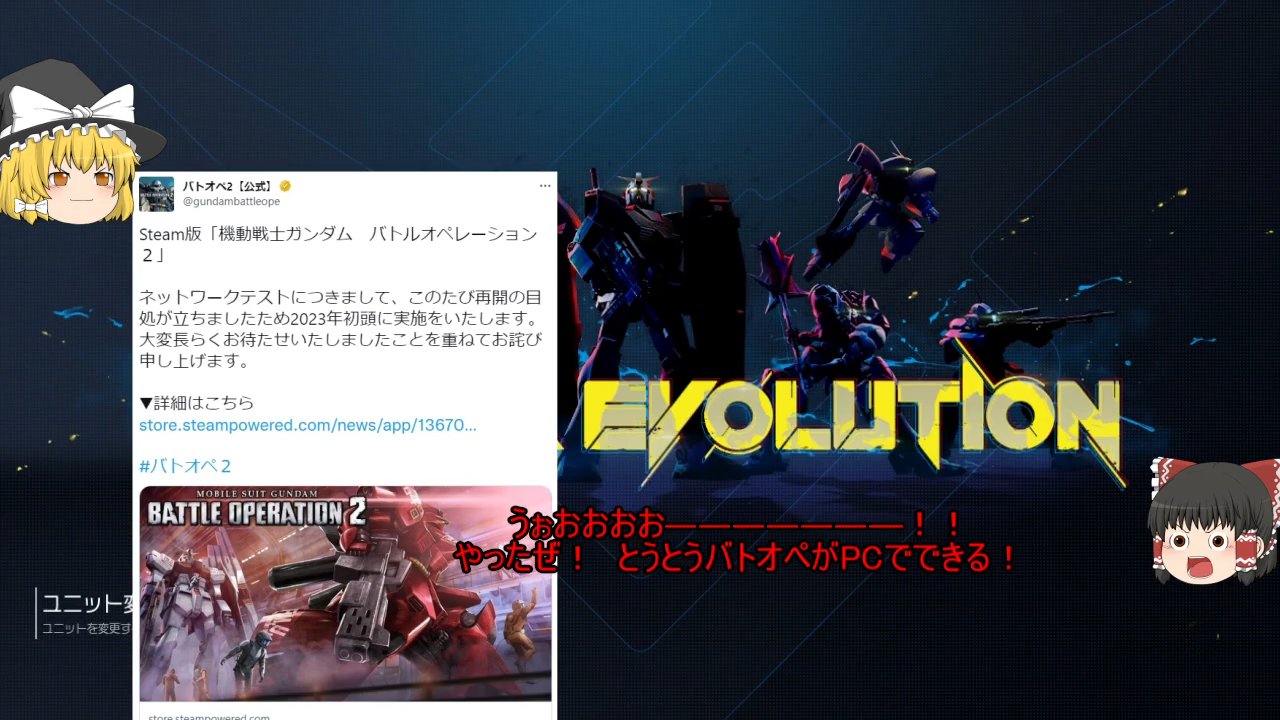 バトオペ2【公式】
@gundambattleope
Steam版「機動戦士ガンダム　バトルオペレーション
２」
ネットワークテストにつきまして、このたび再開の目
処が立ちましたため2023年初頭に実施をいたします。
大変長らくお待たせいたしましたことを重ねてお詫び
申し上げます。
▼詳細はこちら
store.steampowered.com/news/app/13670...
#バトオペ２
MOBILE SUIT GUNDAM
BATTLE OPERATION 2
store.steampowered.com
EVOLUTION
うぉおおおお―――――――！！
やったぜ！　とうとうバトオペがPCでできる！
ユニット変
ユニットを変更す